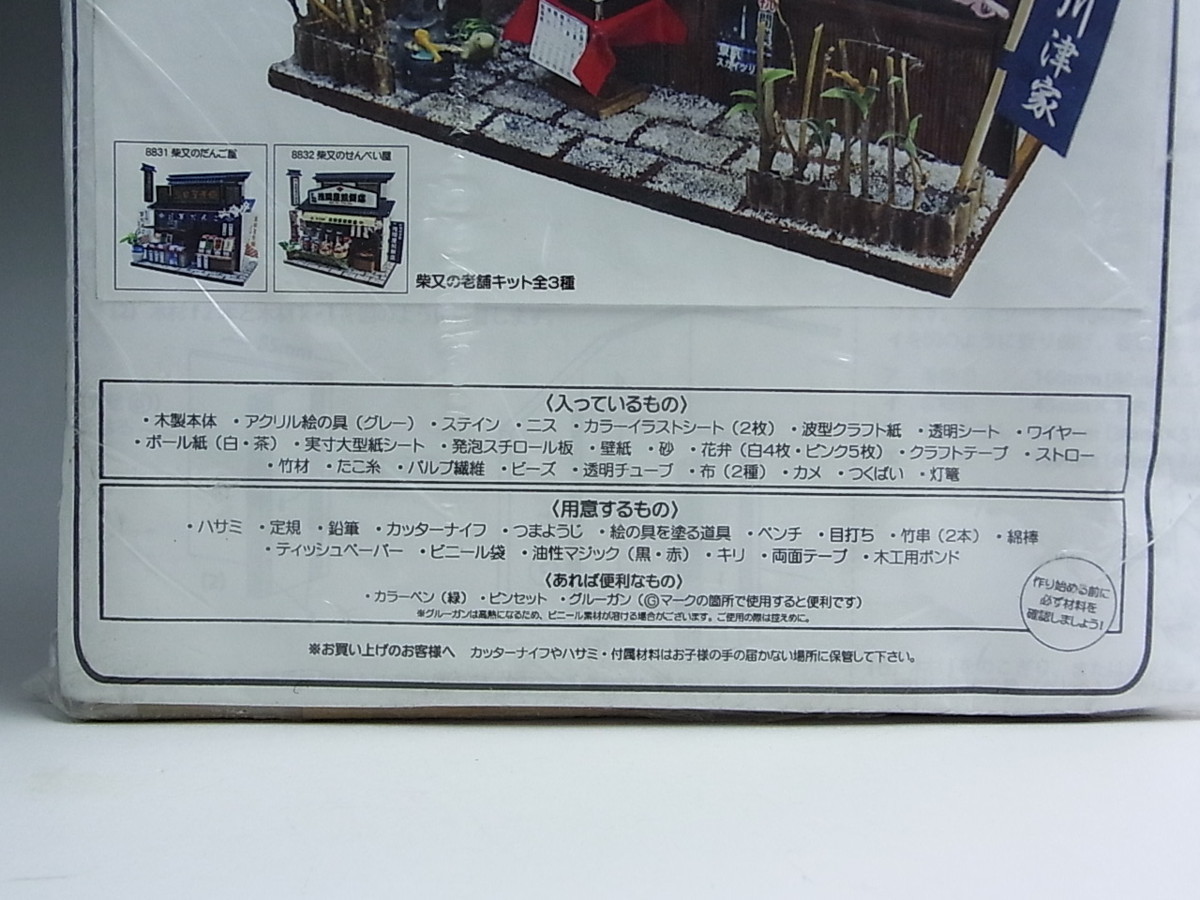 川津家
スカイツリ
8831 柴又のだんご屋
8832 柴又のせんべい屋
柴又の老舗キット全3種
〈入っているもの〉
・木製本体 ・アクリル絵の具（グレー） ・ステイン ・ニス ・カラーイラストシート（2枚） ・波型クラフト紙 ・透明シート ・ワイヤー
・ボール紙（白・茶） ・実寸大型紙シート ・発泡スチロール板 ・壁紙 ・砂 ・花弁（白4枚・ピンク5枚） ・クラフトテープ ・ストロー
・竹材 ・たこ糸 ・パルプ繊維 ・ビーズ ・透明チューブ ・布（2種） ・カメ ・つくばい ・灯篭
〈用意するもの〉
・ハサミ ・定規 ・鉛筆 ・カッターナイフ ・つまようじ ・絵の具を塗る道具 ・ペンチ ・目打ち ・竹串（2本） ・綿棒
・ティッシュペーパー ・ビニール袋 ・油性マジック（黒・赤） ・キリ ・両面テープ ・木工用ボンド
〈あれば便利なもの〉
・カラーペン（緑） ・ピンセット ・グルーガン（Ⓖマークの箇所で使用すると便利です）
※グルーガンは高熱になるため、ビニール素材が溶ける場合がございます。ご使用の際は控えめに。
作り始める前に
必ず材料を
確認しましょう！
※お買い上げのお客様へ カッターナイフやハサミ・付属材料はお子様の手の届かない場所に保管して下さい。